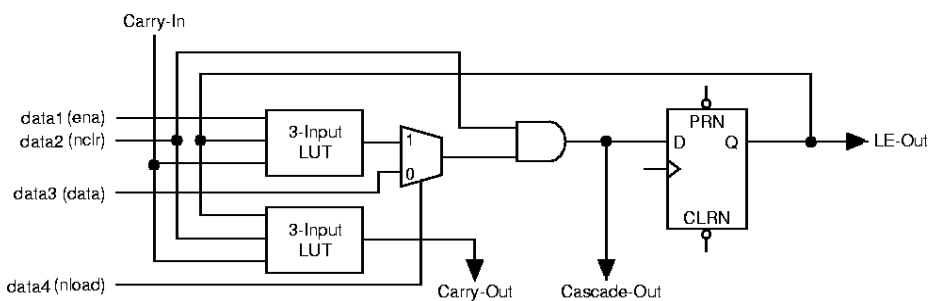 Carry-In
data1 (ena)
data2 (nclr)
3-Input
LUT
1
0
PRN
D
Q
LE-Out
data3 (data)
3-Input
LUT
CLRN
data4 (nload)
Carry-Out
Cascade-Out